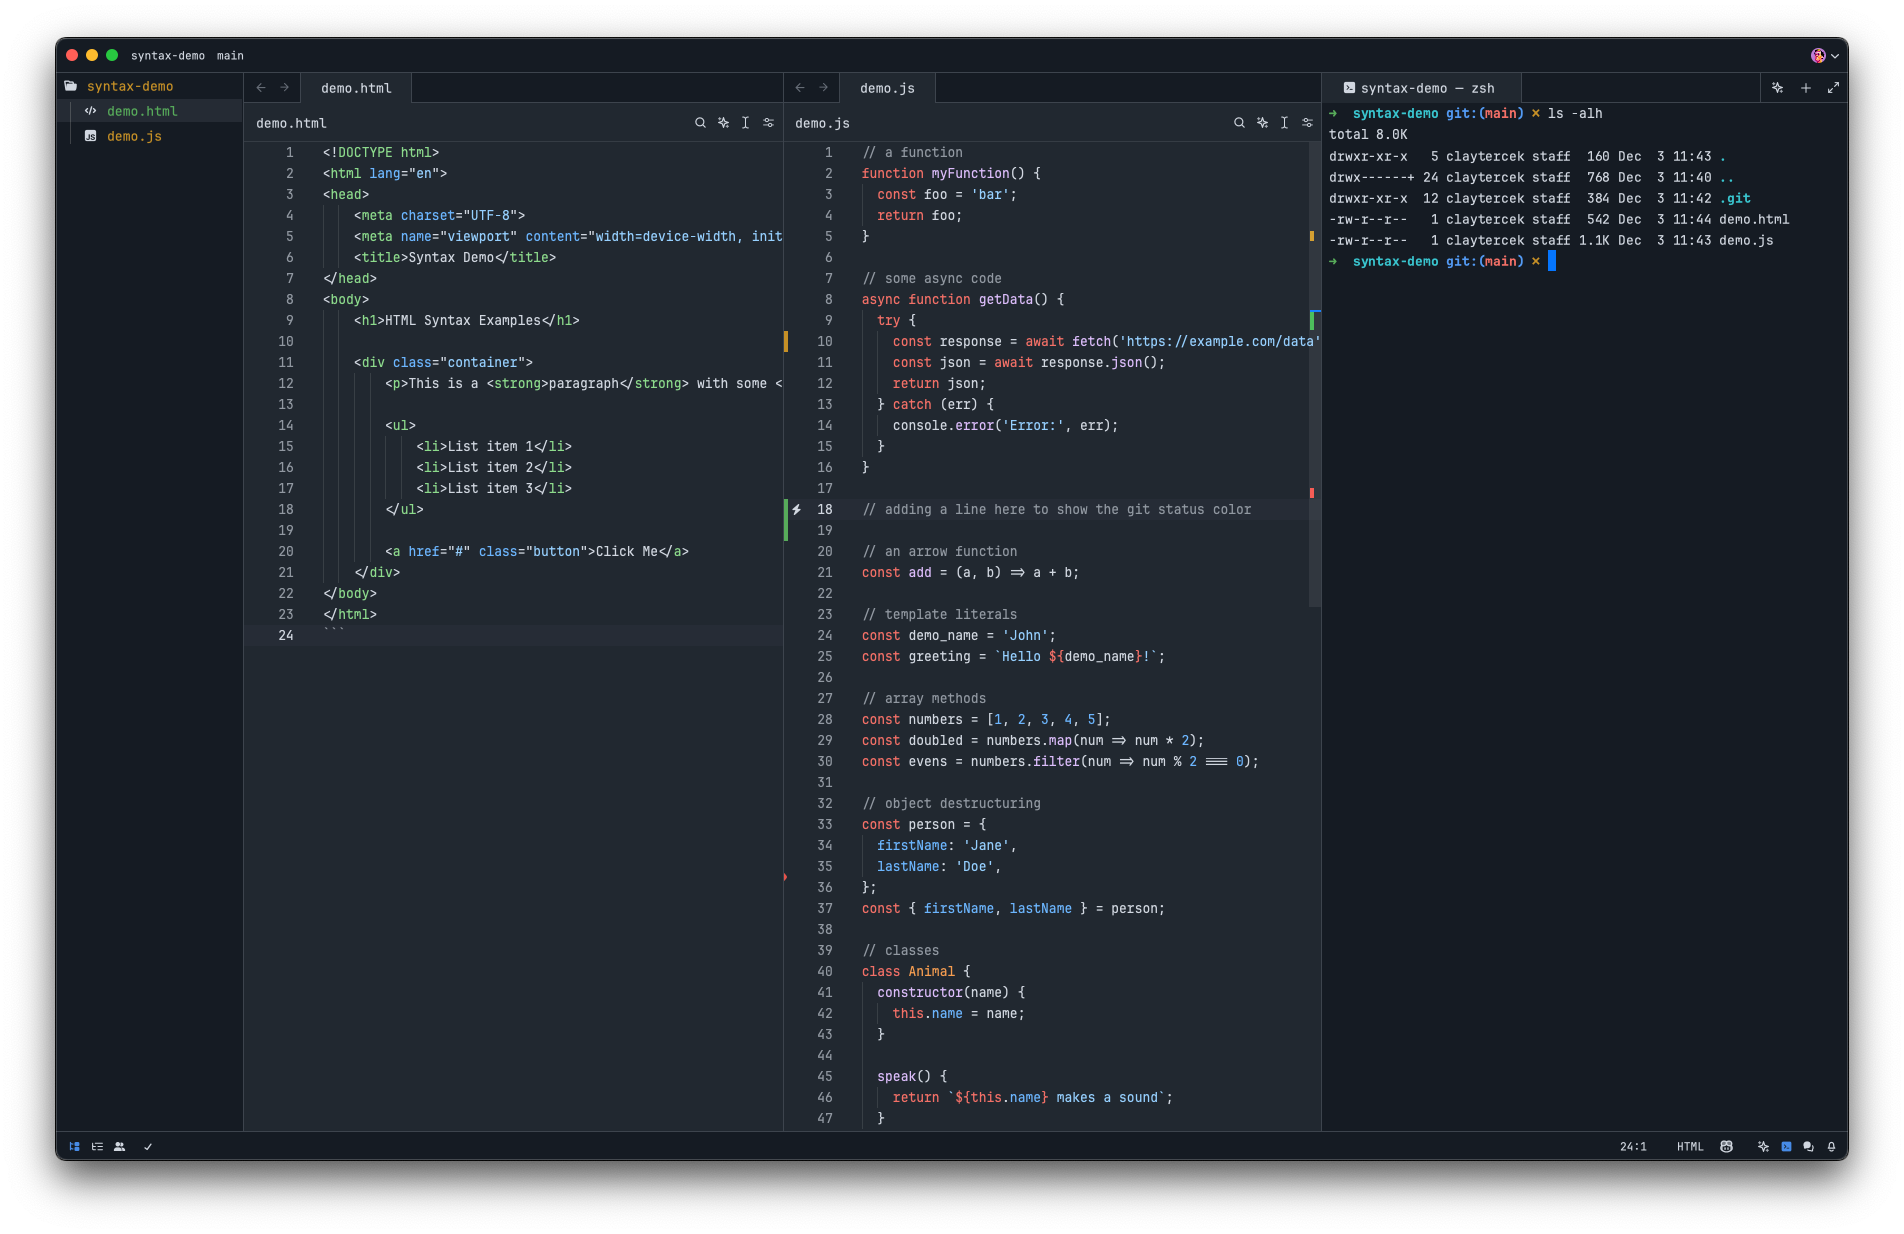 syntax-demo main
syntax-demo
demo.html
demo.js
demo.html
demo.html
1 <!DOCTYPE html>
2 <html lang="en">
3 <head>
4     <meta charset="UTF-8">
5     <meta name="viewport" content="width=device-width, init
6     <title>Syntax Demo</title>
7 </head>
8 <body>
9     <h1>HTML Syntax Examples</h1>
10
11     <div class="container">
12         <p>This is a <strong>paragraph</strong> with some <
13
14         <ul>
15             <li>List item 1</li>
16             <li>List item 2</li>
17             <li>List item 3</li>
18         </ul>
19
20         <a href="#" class="button">Click Me</a>
21     </div>
22 </body>
23 </html>
24 ```
demo.js
demo.js
1 // a function
2 function myFunction() {
3   const foo = 'bar';
4   return foo;
5 }
6
7 // some async code
8 async function getData() {
9   try {
10     const response = await fetch('https://example.com/data'
11     const json = await response.json();
12     return json;
13   } catch (err) {
14     console.error('Error:', err);
15   }
16 }
17
18 // adding a line here to show the git status color
19
20 // an arrow function
21 const add = (a, b) => a + b;
22
23 // template literals
24 const demo_name = 'John';
25 const greeting = `Hello ${demo_name}!`;
26
27 // array methods
28 const numbers = [1, 2, 3, 4, 5];
29 const doubled = numbers.map(num => num * 2);
30 const evens = numbers.filter(num => num % 2 === 0);
31
32 // object destructuring
33 const person = {
34   firstName: 'Jane',
35   lastName: 'Doe',
36 };
37 const { firstName, lastName } = person;
38
39 // classes
40 class Animal {
41   constructor(name) {
42     this.name = name;
43   }
44
45   speak() {
46     return `${this.name} makes a sound`;
47   }
syntax-demo — zsh
➜  syntax-demo git:(main) ✗ ls -alh
total 8.0K
drwxr-xr-x   5 claytercek staff  160 Dec  3 11:43 .
drwx------+ 24 claytercek staff  768 Dec  3 11:40 ..
drwxr-xr-x  12 claytercek staff  384 Dec  3 11:42 .git
-rw-r--r--   1 claytercek staff  542 Dec  3 11:44 demo.html
-rw-r--r--   1 claytercek staff 1.1K Dec  3 11:43 demo.js
➜  syntax-demo git:(main) ✗
24:1 HTML